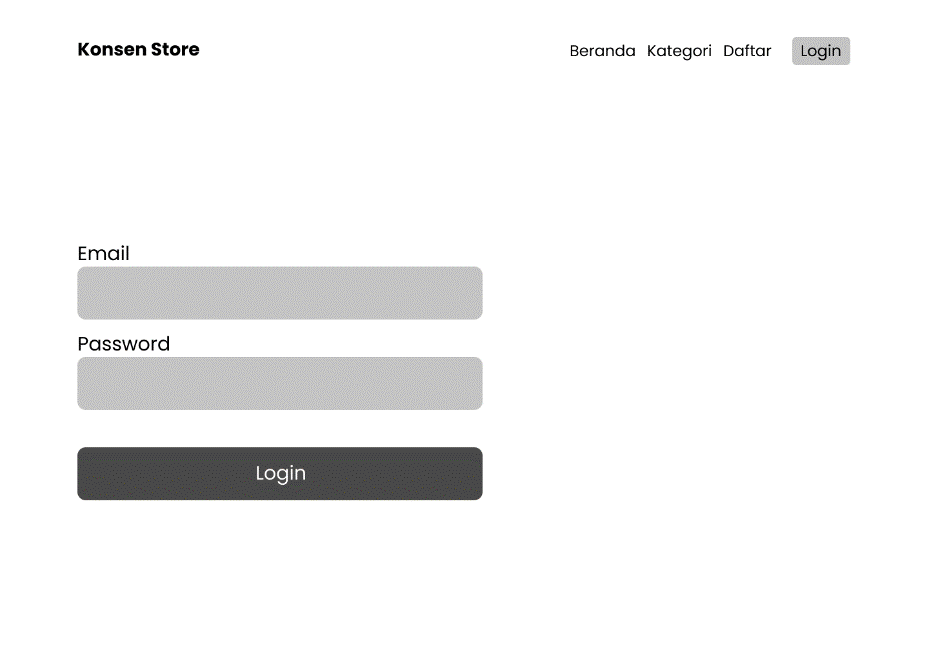 Konsen Store
Beranda Kategori Daftar Login
Email
Password
Login